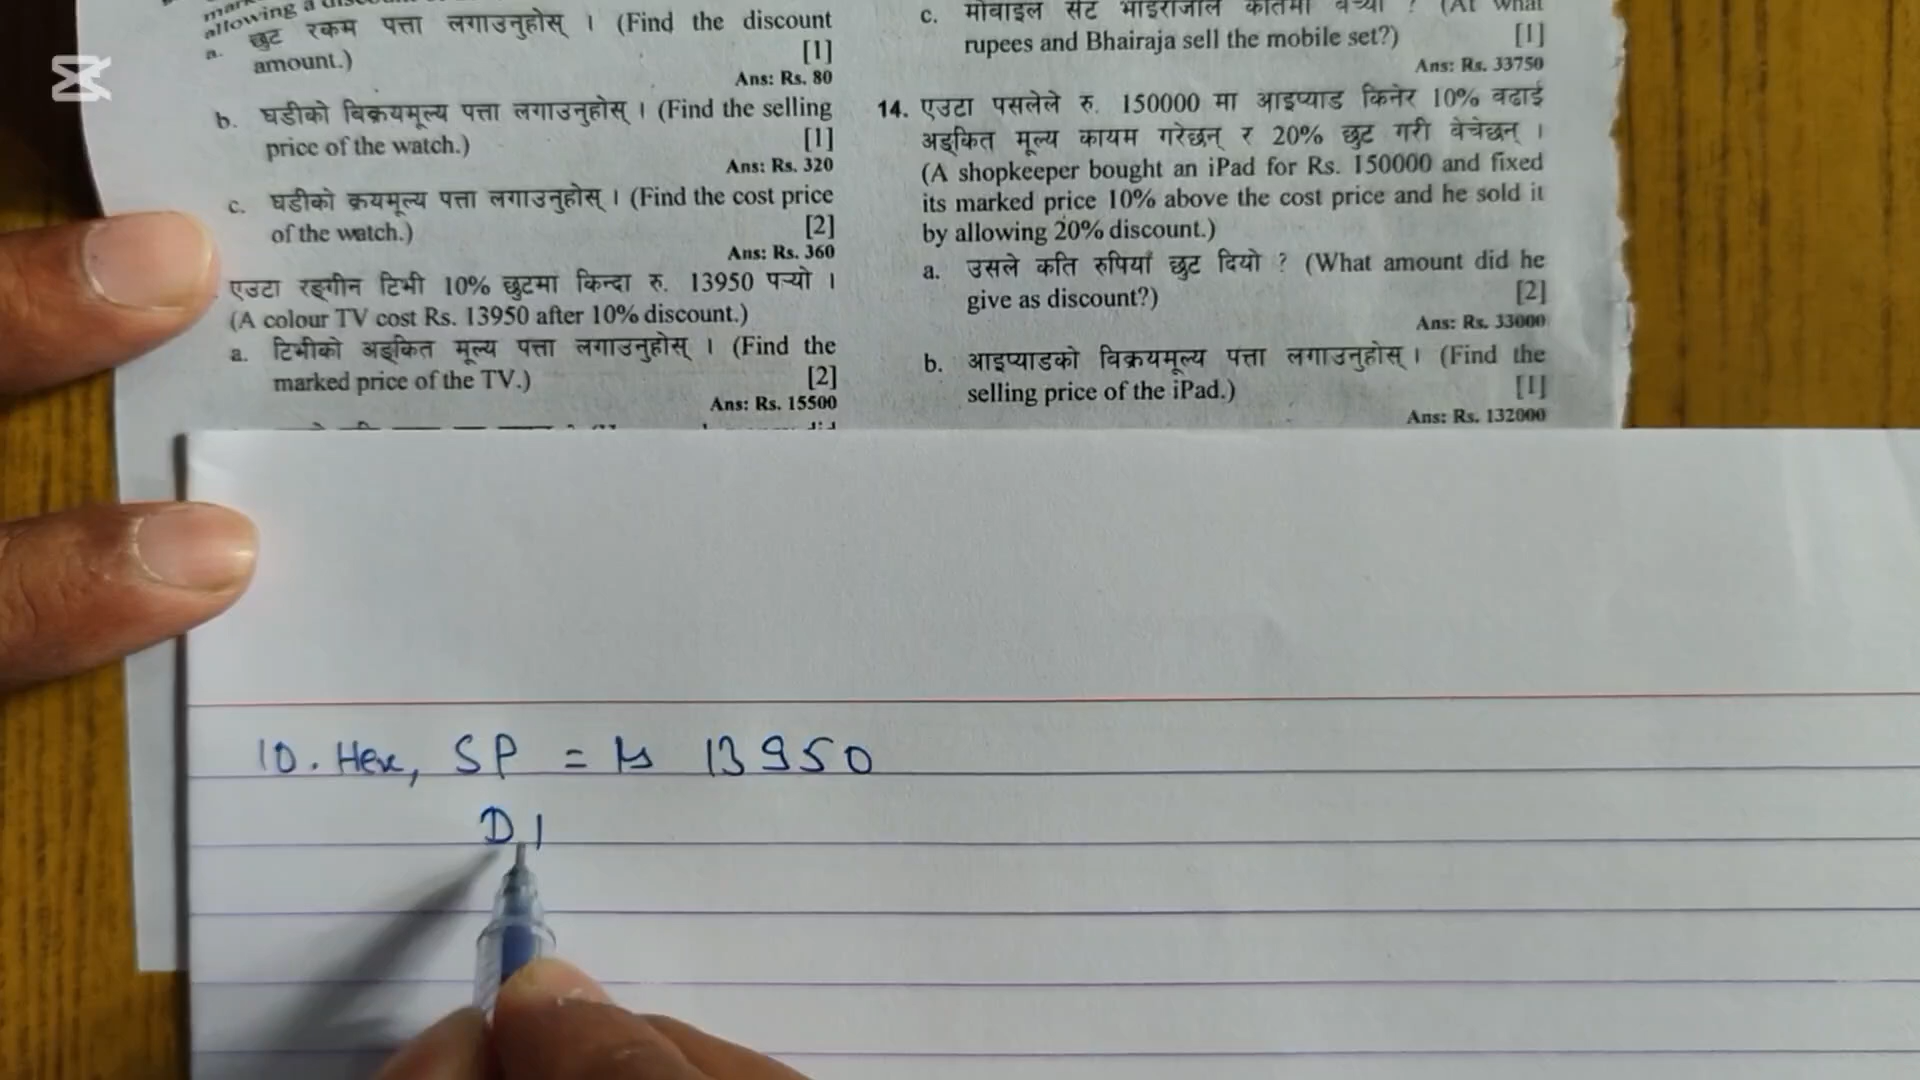 allowing a
a. छुट रकम पत्ता लगाउनुहोस् । (Find the discount
amount.) [1]
Ans: Rs. 80
b. घडीको विक्रयमूल्य पत्ता लगाउनुहोस् । (Find the selling
price of the watch.) [1]
Ans: Rs. 320
c. घडीको क्रयमूल्य पत्ता लगाउनुहोस् । (Find the cost price
of the watch.) [2]
Ans: Rs. 360
एउटा रङ्गीन टिभी 10% छुटमा किन्दा रु. 13950 पर्‍यो ।
(A colour TV cost Rs. 13950 after 10% discount.)
a. टिभीको अङ्कित मूल्य पत्ता लगाउनुहोस् । (Find the
marked price of the TV.) [2]
Ans: Rs. 15500
c. मोबाइल सेट भाइराजाले कतिमा बेच्यो ? (At what
rupees and Bhairaja sell the mobile set?) [1]
Ans: Rs. 33750
14. एउटा पसलेले रु. 150000 मा आइप्याड किनेर 10% बढाई
अङ्कित मूल्य कायम गरेछन् र 20% छुट गरी बेचेछन् ।
(A shopkeeper bought an iPad for Rs. 150000 and fixed
its marked price 10% above the cost price and he sold it
by allowing 20% discount.)
a. उसले कति रुपियाँ छुट दियो ? (What amount did he
give as discount?) [2]
Ans: Rs. 33000
b. आइप्याडको विक्रयमूल्य पत्ता लगाउनुहोस् । (Find the
selling price of the iPad.) [1]
Ans: Rs. 132000
10. Here, SP = Rs 13950
D